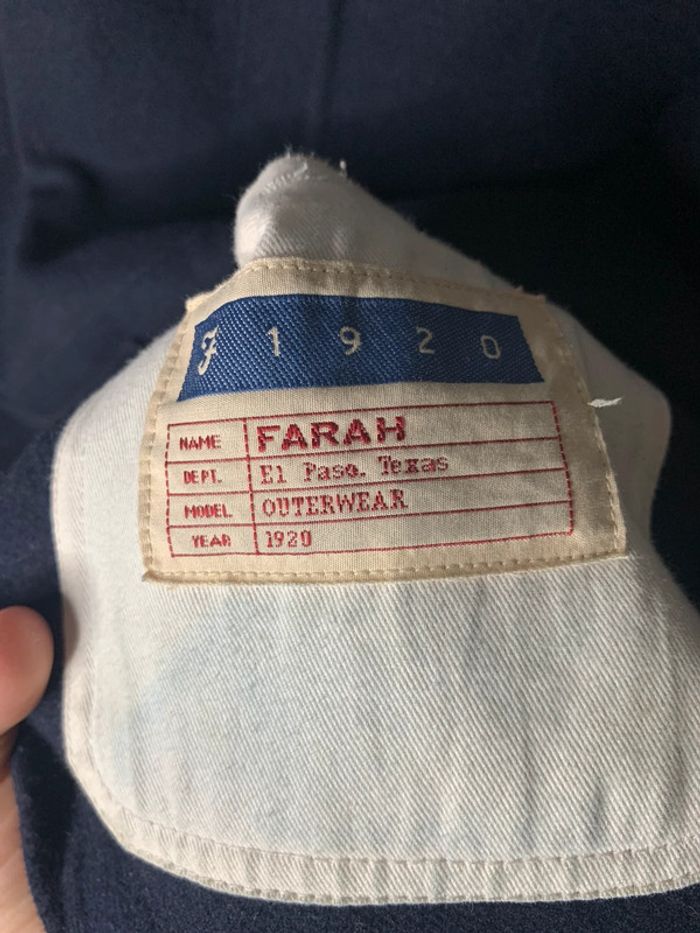 F 1 9 2 0
NAME FARAH
DEPT. El Paso, Texas
MODEL OUTERWEAR
YEAR 1920